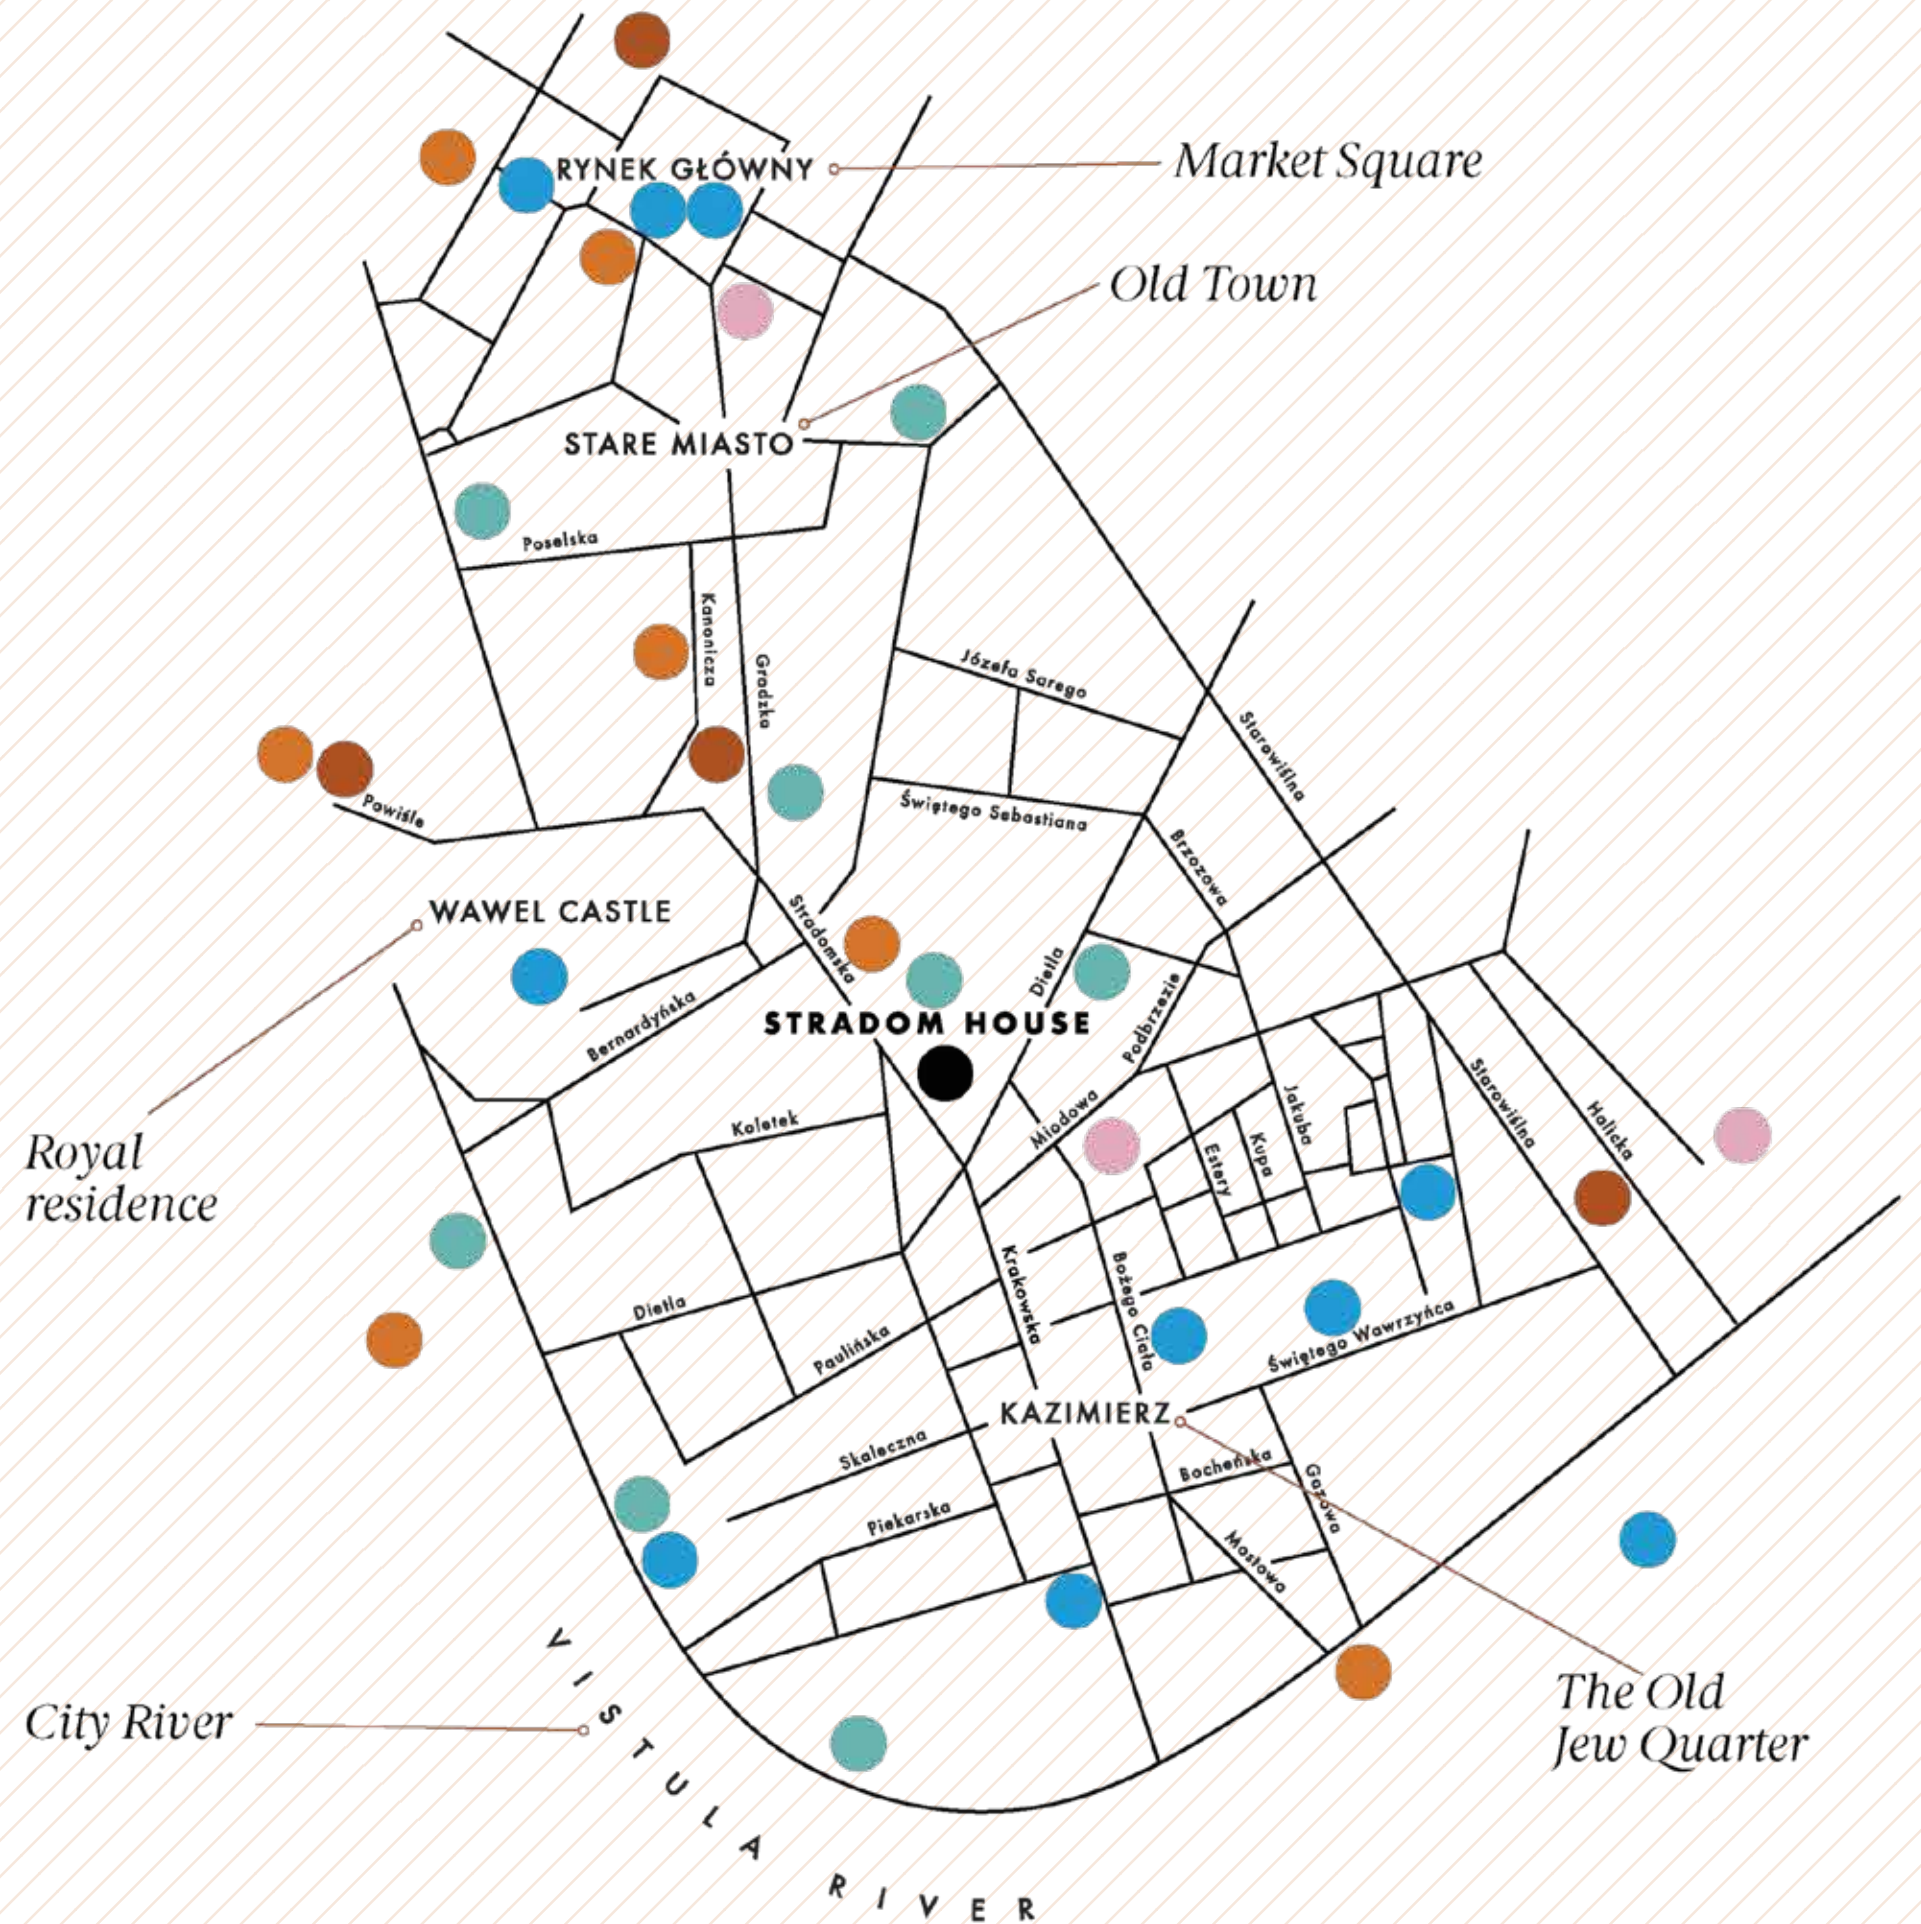 RYNEK GŁÓWNY
Market Square
Old Town
STARE MIASTO
Poselska
Kanonicza
Grodzka
Józefa Sarego
Starowiślna
Powiśle
Świętego Sebastiana
Brzozowa
WAWEL CASTLE
Stradomska
Dietla
Bernardyńska
Podbrzezie
STRADOM HOUSE
Royal
residence
Koletek
Miodowa
Jakuba
Estery
Kupa
Starowiślna
Halicka
Krakowska
Bożego Ciała
Dietla
Paulińska
Świętego Wawrzyńca
KAZIMIERZ
Skałeczna
Bocheńska
Gazowa
Piekarska
Mostowa
City River
The Old
Jew Quarter
VISTULA RIVER